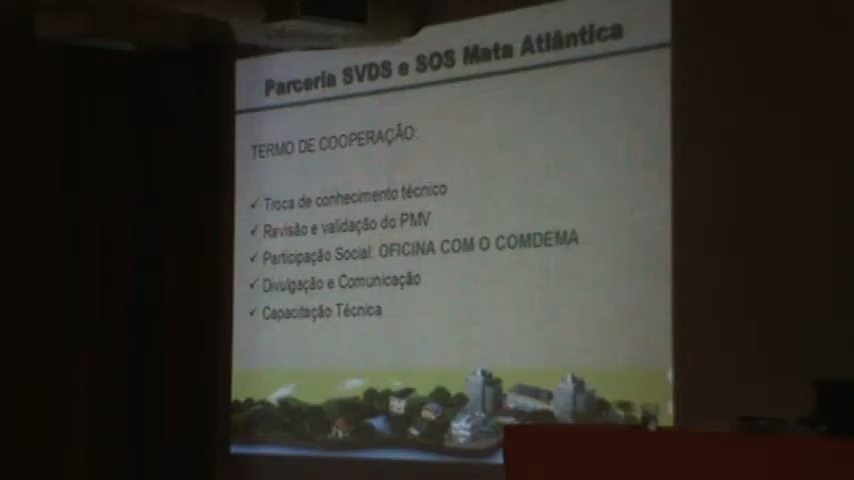 Parceria SVDS e SOS Mata Atlântica
TERMO DE COOPERAÇÃO:
✓ Troca de conhecimento técnico
✓ Revisão e validação do PMV
✓ Participação Social: OFICINA COM O COMDEMA
✓ Divulgação e Comunicação
✓ Capacitação Técnica